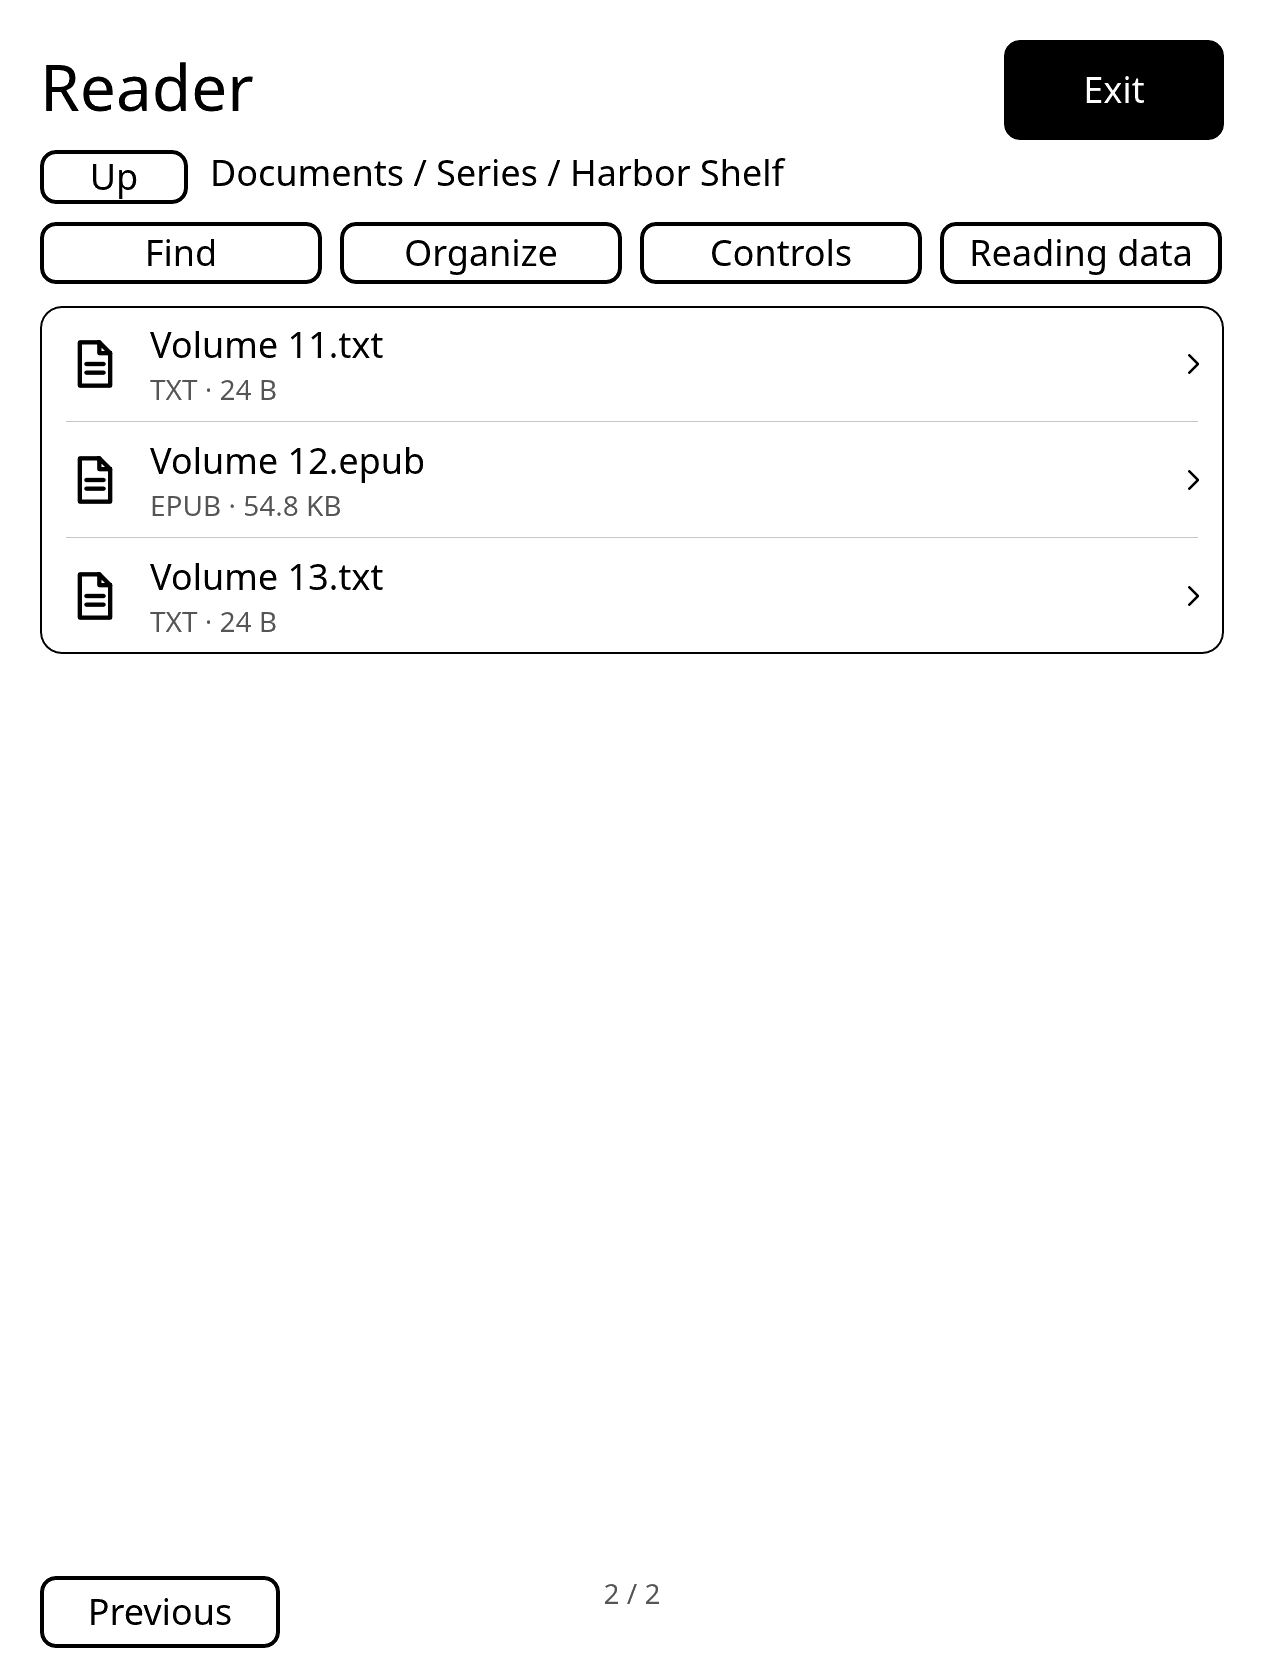 Reader
Exit
Up
Documents / Series / Harbor Shelf
Find
Organize
Controls
Reading data
Volume 11.txt
TXT · 24 B
Volume 12.epub
EPUB · 54.8 KB
Volume 13.txt
TXT · 24 B
Previous
2 / 2